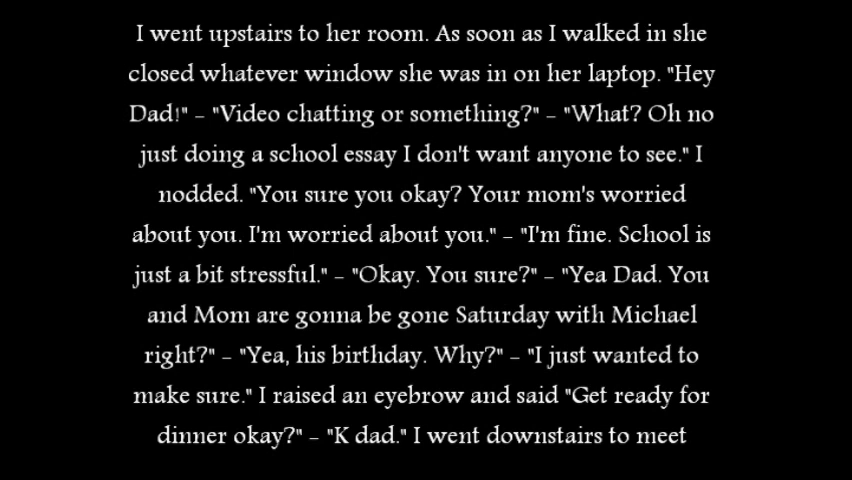 I went upstairs to her room. As soon as I walked in she
closed whatever window she was in on her laptop. "Hey
Dad!" - "Video chatting or something?" - "What? Oh no
just doing a school essay I don't want anyone to see." I
nodded. "You sure you okay? Your mom's worried
about you. I'm worried about you." - "I'm fine. School is
just a bit stressful." - "Okay. You sure?" - "Yea Dad. You
and Mom are gonna be gone Saturday with Michael
right?" - "Yea, his birthday. Why?" - "I just wanted to
make sure." I raised an eyebrow and said "Get ready for
dinner okay?" - "K dad." I went downstairs to meet